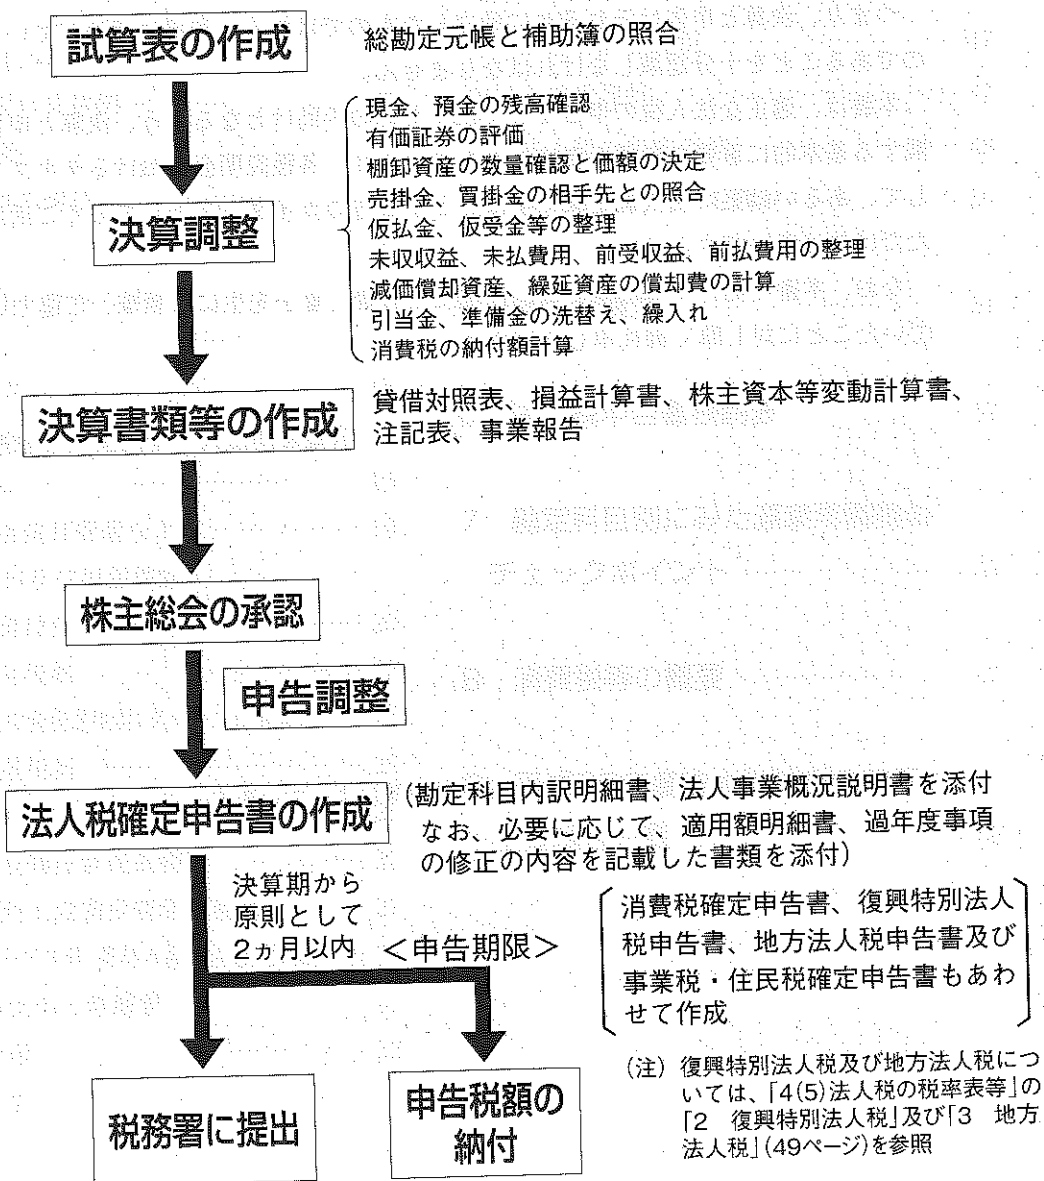 試算表の作成
総勘定元帳と補助簿の照合
現金、預金の残高確認
有価証券の評価
棚卸資産の数量確認と価額の決定
売掛金、買掛金の相手先との照合
仮払金、仮受金等の整理
未収収益、未払費用、前受収益、前払費用の整理
減価償却資産、繰延資産の償却費の計算
引当金、準備金の洗替え、繰入れ
消費税の納付額計算
決算調整
決算書類等の作成
貸借対照表、損益計算書、株主資本等変動計算書、
注記表、事業報告
株主総会の承認
申告調整
法人税確定申告書の作成
(勘定科目内訳明細書、法人事業概況説明書を添付
なお、必要に応じて、適用額明細書、過年度事項
の修正の内容を記載した書類を添付)
決算期から
原則として
2ヵ月以内
<申告期限>
消費税確定申告書、復興特別法人
税申告書、地方法人税申告書及び
事業税・住民税確定申告書もあわ
せて作成
税務署に提出
申告税額の
納付
(注) 復興特別法人税及び地方法人税につ
いては、「4(5)法人税の税率表等」の
「2 復興特別法人税」及び「3 地方
法人税」(49ページ)を参照